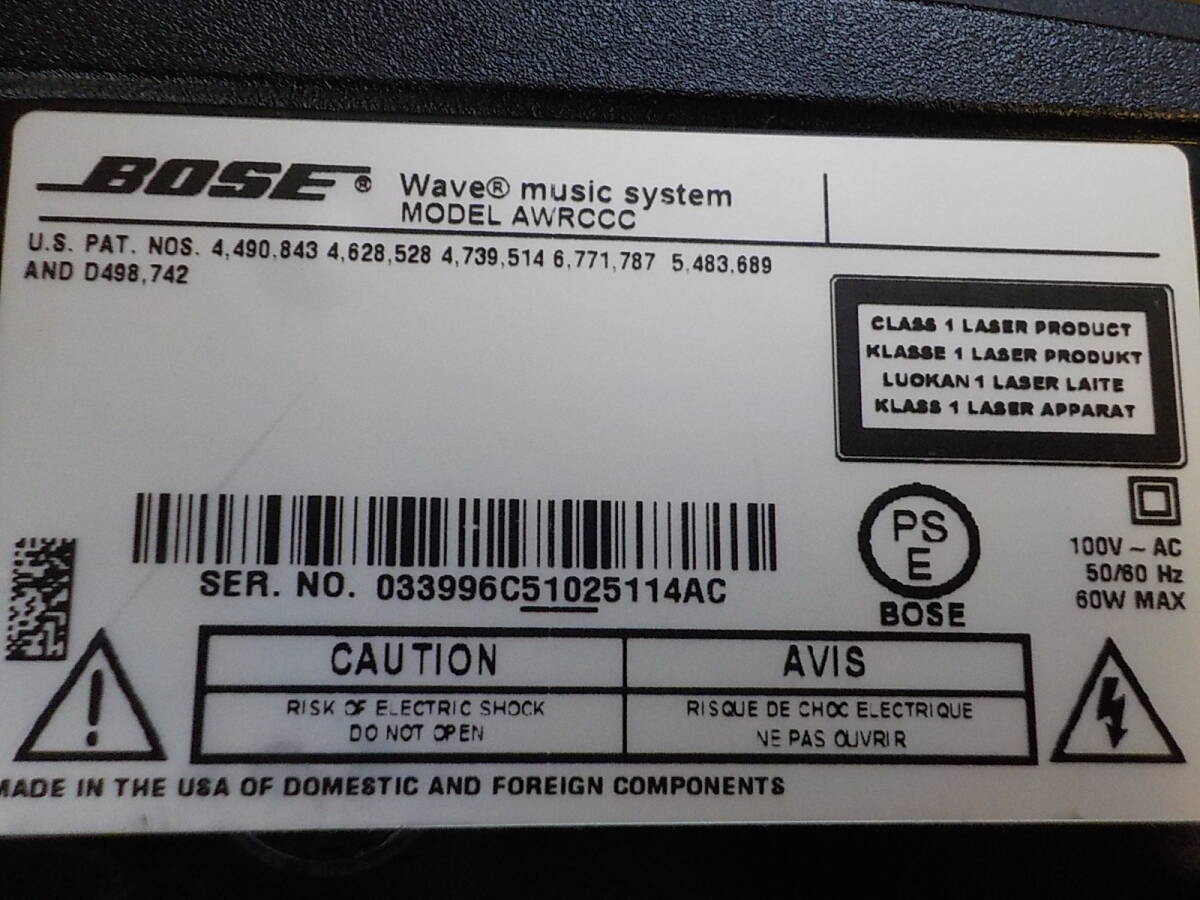 BOSE® Wave® music system
MODEL AWRCCC
U.S. PAT. NOS. 4,490,843 4,628,528 4,739,514 6,771,787 5,483,689
AND D498,742
CLASS 1 LASER PRODUCT
KLASSE 1 LASER PRODUKT
LUOKAN 1 LASER LAITE
KLASS 1 LASER APPARAT
SER. NO. 033996C51025114AC
PS
E
BOSE
100V ~ AC
50/60 Hz
60W MAX
CAUTION
RISK OF ELECTRIC SHOCK
DO NOT OPEN
AVIS
RISQUE DE CHOC ELECTRIQUE
NE PAS OUVRIR
MADE IN THE USA OF DOMESTIC AND FOREIGN COMPONENTS